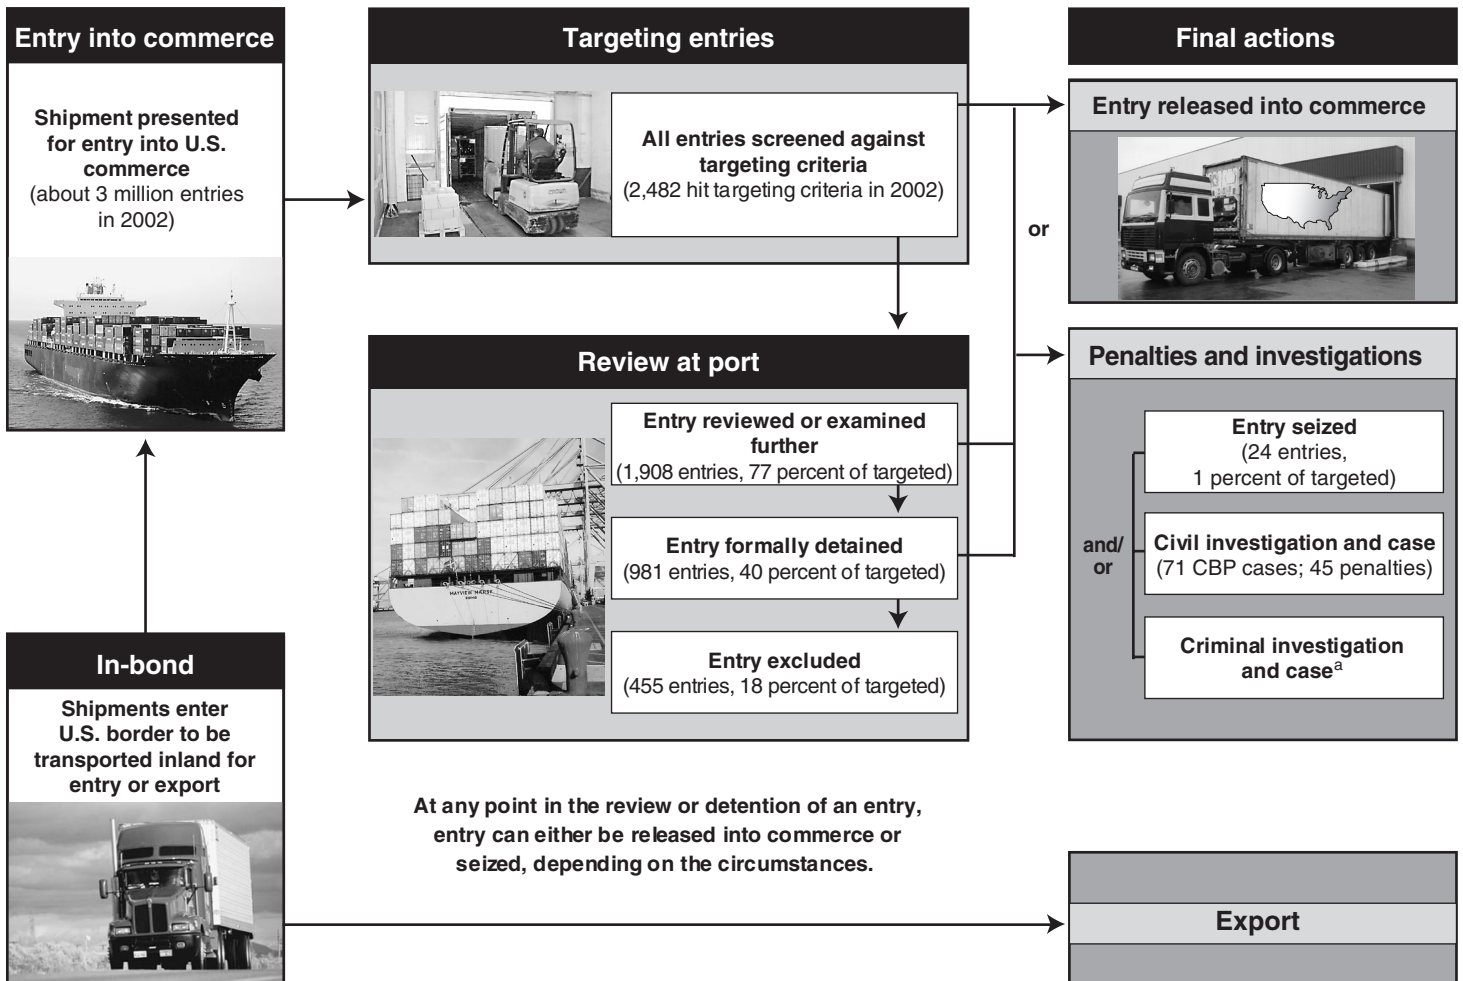 Entry into commerce
Shipment presented
for entry into U.S.
commerce
(about 3 million entries
in 2002)
In-bond
Shipments enter
U.S. border to be
transported inland for
entry or export
Targeting entries
All entries screened against
targeting criteria
(2,482 hit targeting criteria in 2002)
Review at port
Entry reviewed or examined
further
(1,908 entries, 77 percent of targeted)
Entry formally detained
(981 entries, 40 percent of targeted)
Entry excluded
(455 entries, 18 percent of targeted)
MAYVIEW MAERSK
At any point in the review or detention of an entry,
entry can either be released into commerce or
seized, depending on the circumstances.
or
Final actions
Entry released into commerce
Penalties and investigations
and/
or
Entry seized
(24 entries,
1 percent of targeted)
Civil investigation and case
(71 CBP cases; 45 penalties)
Criminal investigation
and caseᵃ
Export